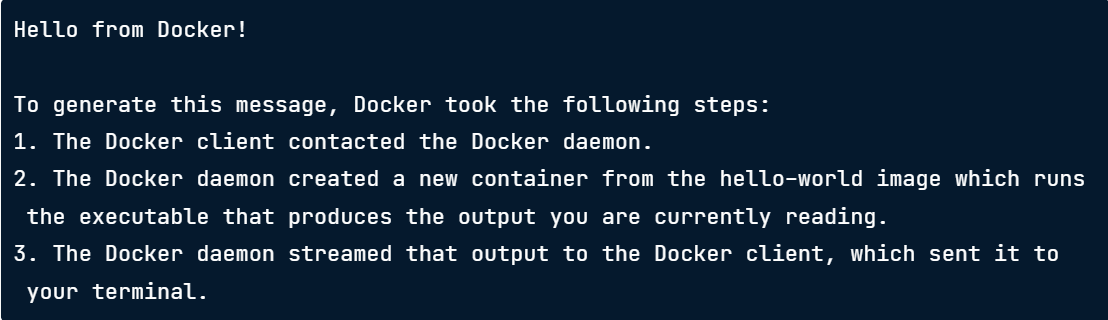 Hello from Docker!
To generate this message, Docker took the following steps:
1. The Docker client contacted the Docker daemon.
2. The Docker daemon created a new container from the hello-world image which runs
the executable that produces the output you are currently reading.
3. The Docker daemon streamed that output to the Docker client, which sent it to
your terminal.